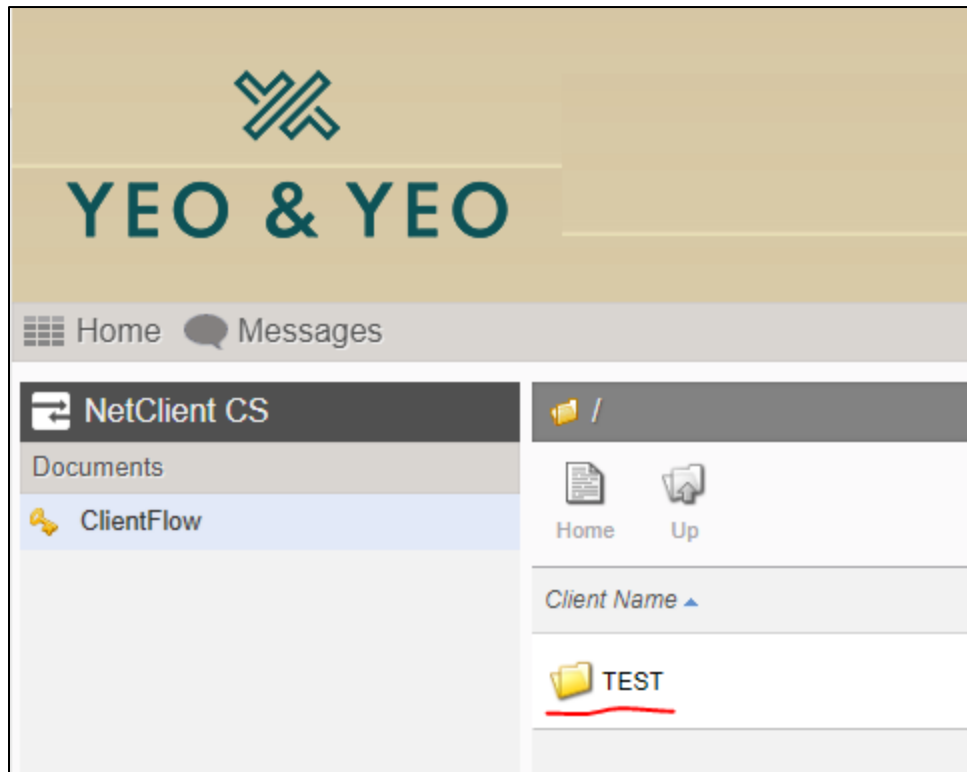 YEO & YEO
Home Messages
NetClient CS
/
Documents
ClientFlow
Home Up
Client Name
TEST